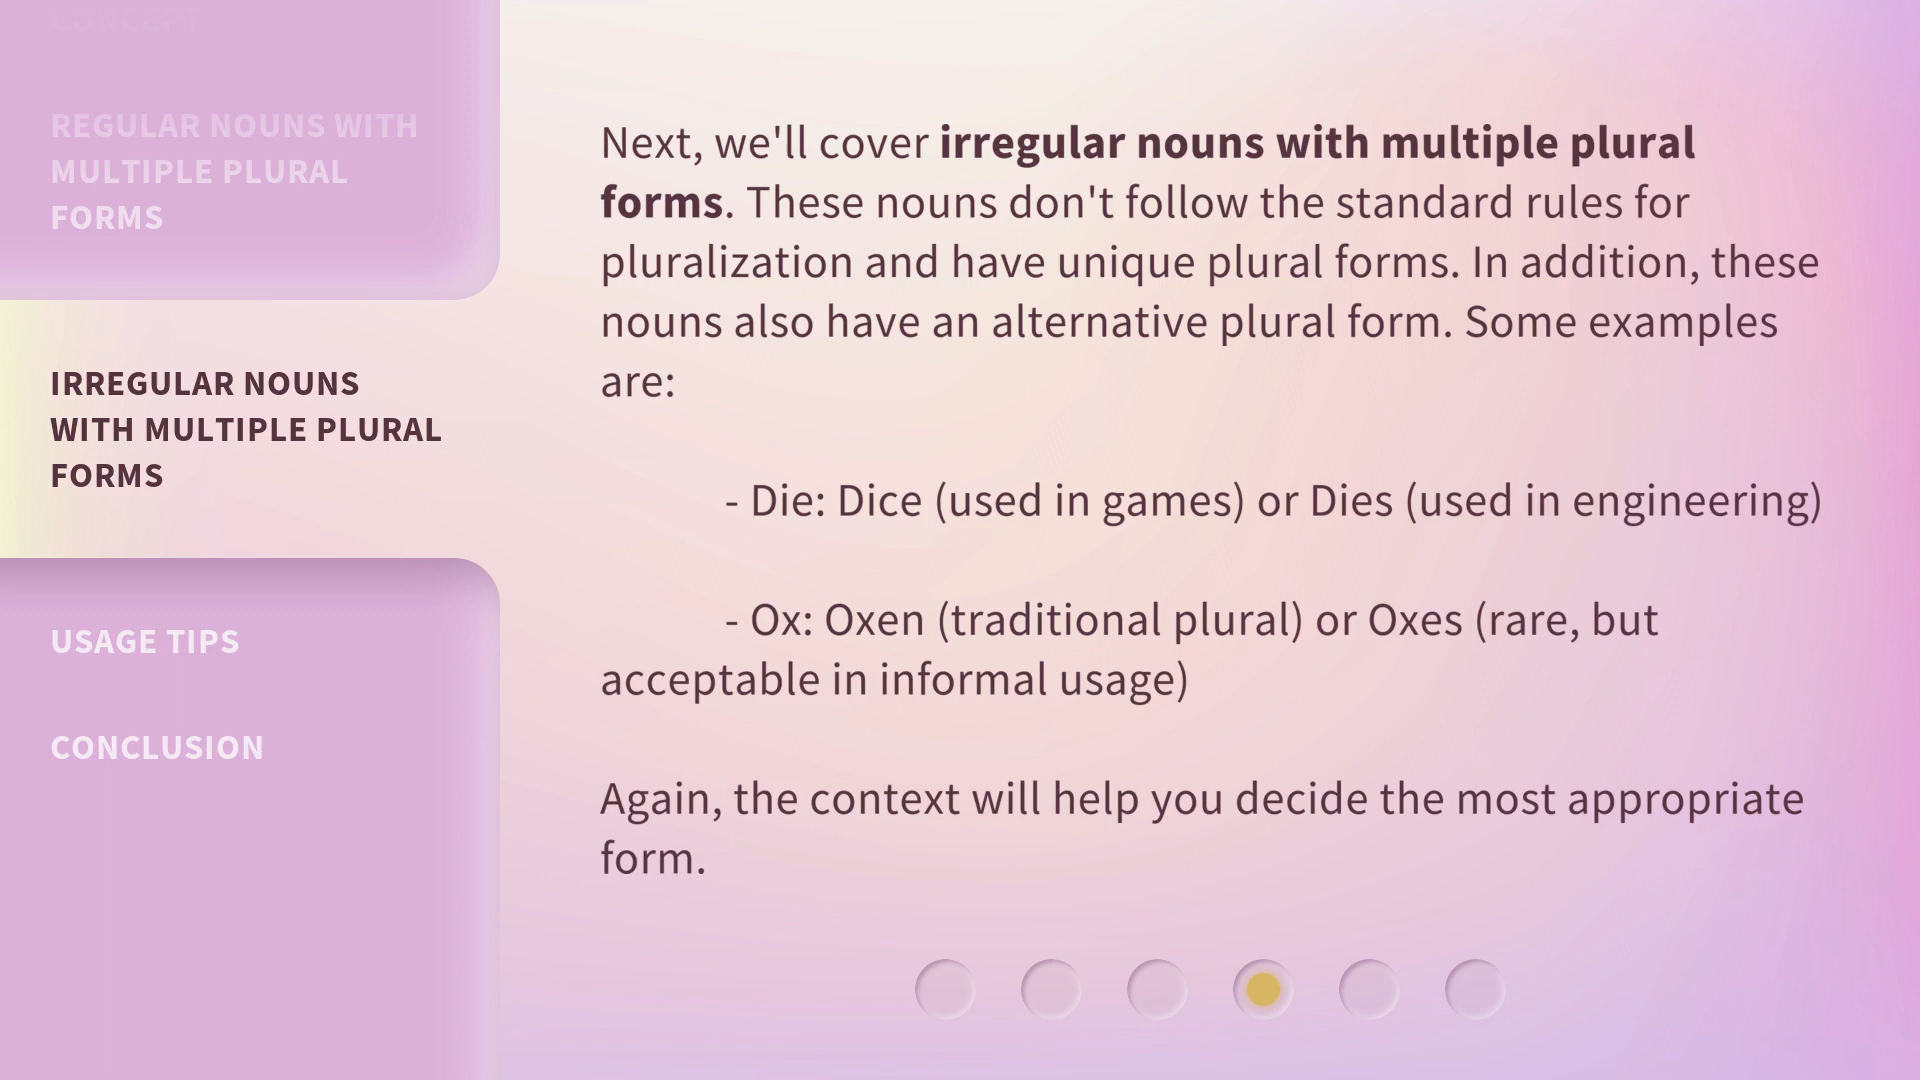 CONCEPT
REGULAR NOUNS WITH
MULTIPLE PLURAL
FORMS
IRREGULAR NOUNS
WITH MULTIPLE PLURAL
FORMS
USAGE TIPS
CONCLUSION
Next, we'll cover irregular nouns with multiple plural
forms. These nouns don't follow the standard rules for
pluralization and have unique plural forms. In addition, these
nouns also have an alternative plural form. Some examples
are:
- Die: Dice (used in games) or Dies (used in engineering)
- Ox: Oxen (traditional plural) or Oxes (rare, but
acceptable in informal usage)
Again, the context will help you decide the most appropriate
form.